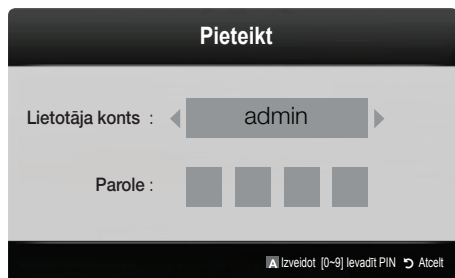 Pieteikt
Lietotāja konts : admin
Parole :
A Izveidot [0~9] Ievadīt PIN Atcelt